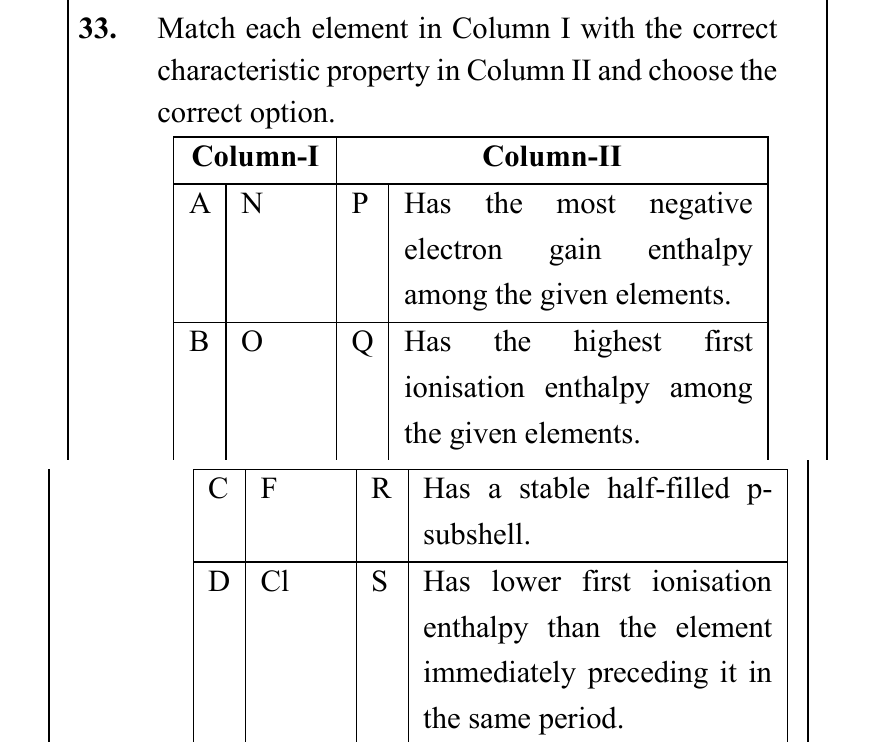 33. Match each element in Column I with the correct
characteristic property in Column II and choose the
correct option.
Column-I Column-II
A N P Has the most negative
electron gain enthalpy
among the given elements.
B O Q Has the highest first
ionisation enthalpy among
the given elements.
C F R Has a stable half-filled p-
subshell.
D Cl S Has lower first ionisation
enthalpy than the element
immediately preceding it in
the same period.